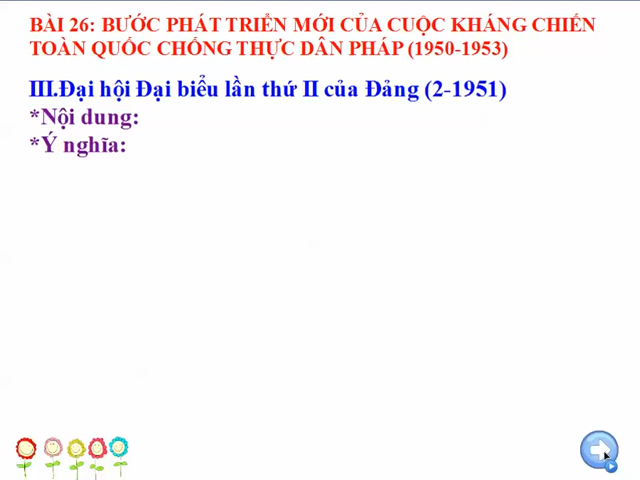 BÀI 26: BƯỚC PHÁT TRIỂN MỚI CỦA CUỘC KHÁNG CHIẾN
TOÀN QUỐC CHỐNG THỰC DÂN PHÁP (1950-1953)
III.Đại hội Đại biểu lần thứ II của Đảng (2-1951)
*Nội dung:
*Ý nghĩa: